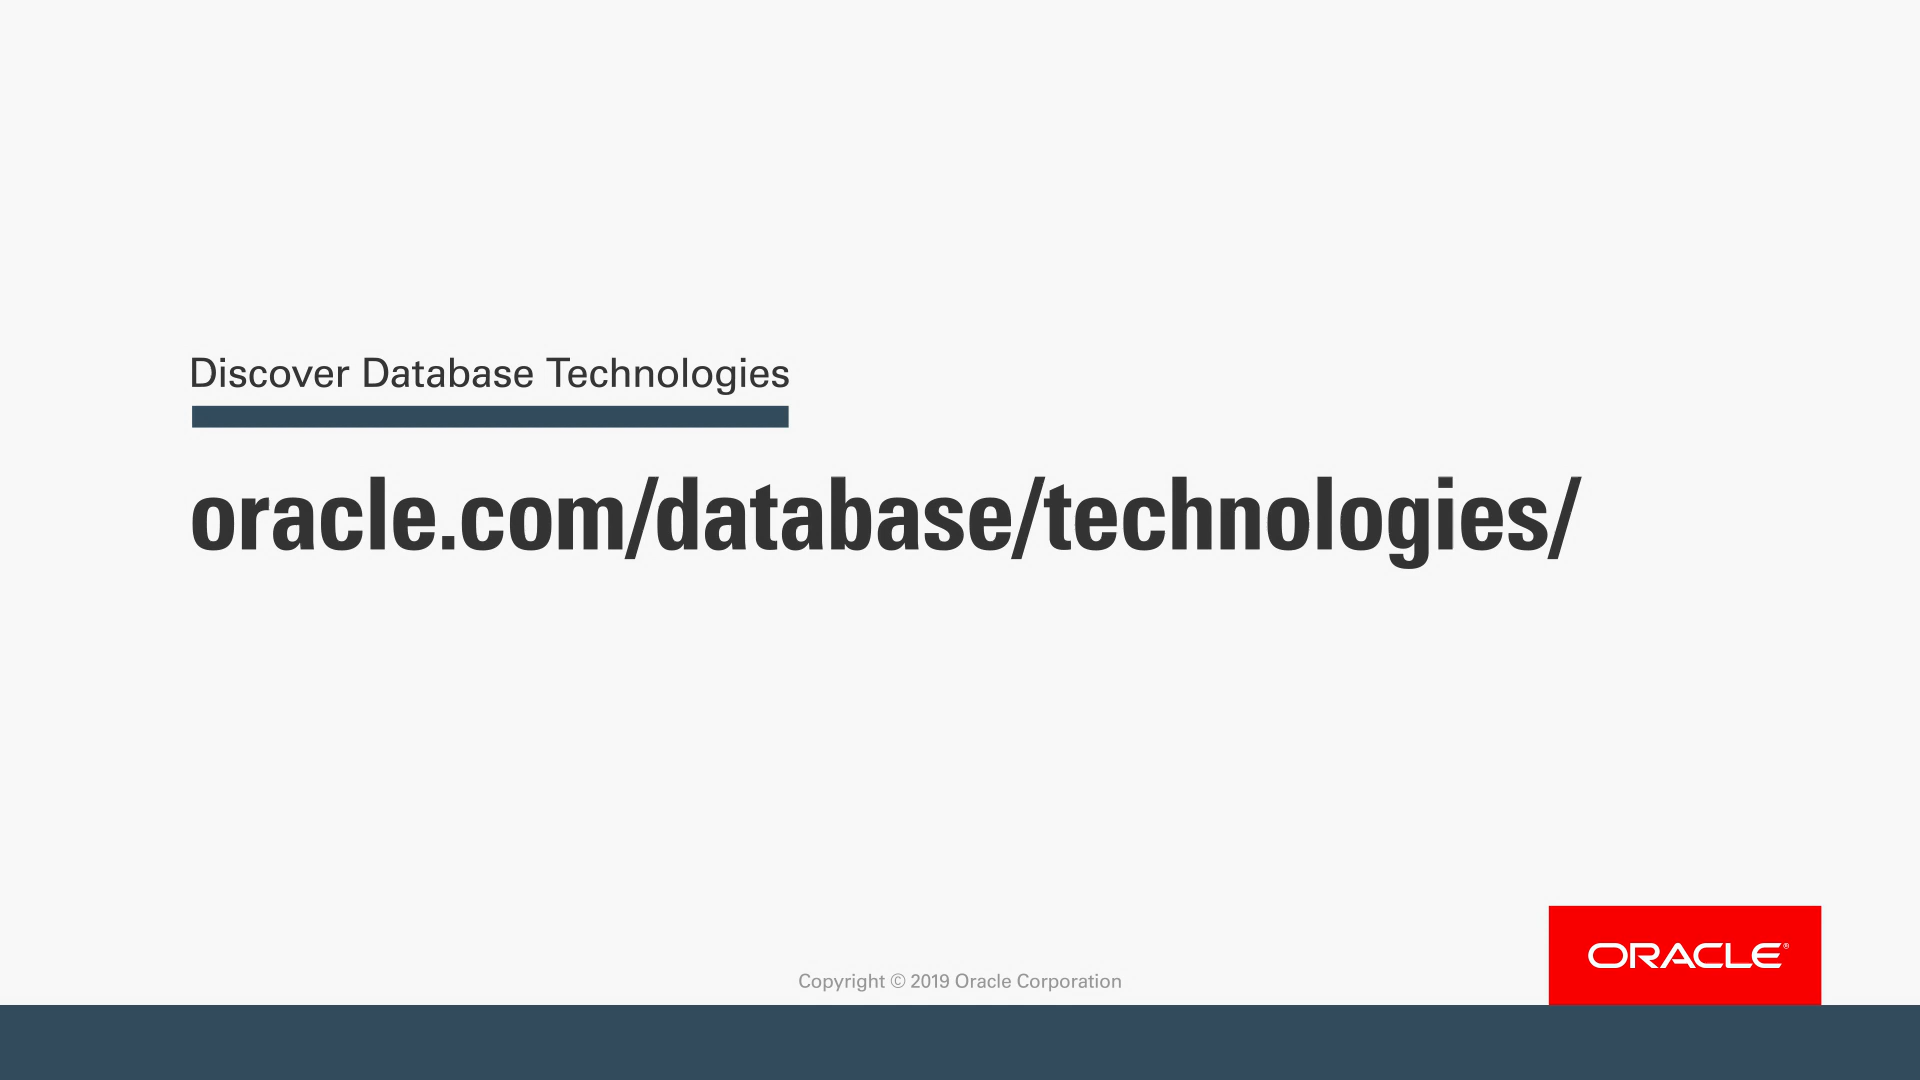 Discover Database Technologies
oracle.com/database/technologies/
ORACLE®
Copyright © 2019 Oracle Corporation